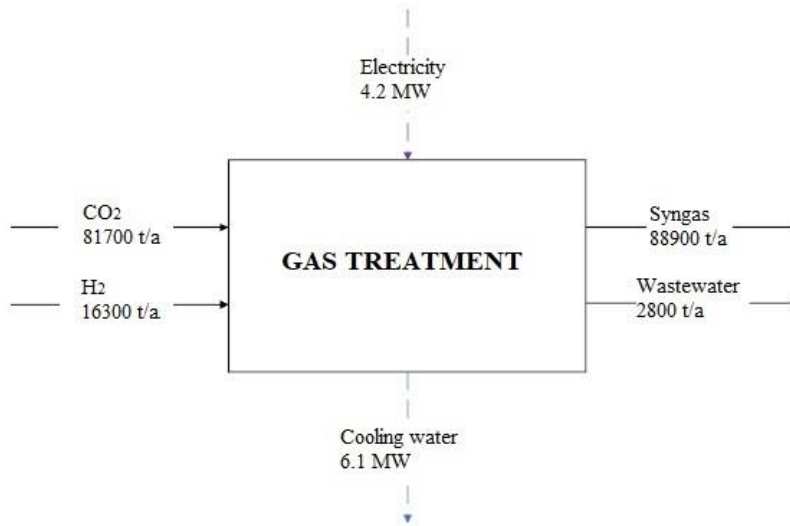 Electricity
4.2 MW
CO2
81700 t/a
H2
16300 t/a
GAS TREATMENT
Syngas
88900 t/a
Wastewater
2800 t/a
Cooling water
6.1 MW